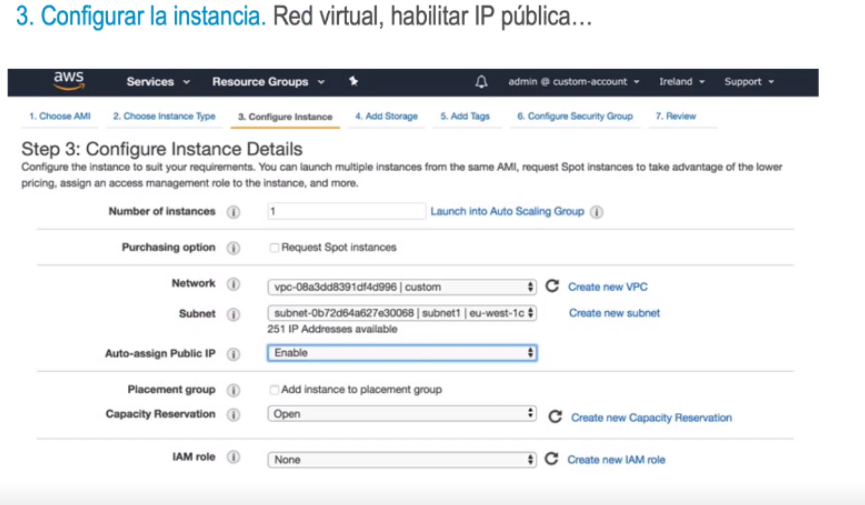 3. Configurar la instancia. Red virtual, habilitar IP pública...
aws Services Resource Groups admin @ custom-account Ireland Support
1. Choose AMI 2. Choose Instance Type 3. Configure Instance 4. Add Storage 5. Add Tags 6. Configure Security Group 7. Review
Step 3: Configure Instance Details
Configure the instance to suit your requirements. You can launch multiple instances from the same AMI, request Spot instances to take advantage of the lower
pricing, assign an access management role to the instance, and more.
Number of instances 1 Launch into Auto Scaling Group
Purchasing option Request Spot instances
Network vpc-08a3dd8391df4d996 | custom Create new VPC
Subnet subnet-0b72d64a627e30068 | subnet1 | eu-west-1c Create new subnet
251 IP Addresses available
Auto-assign Public IP Enable
Placement group Add instance to placement group
Capacity Reservation Open Create new Capacity Reservation
IAM role None Create new IAM role